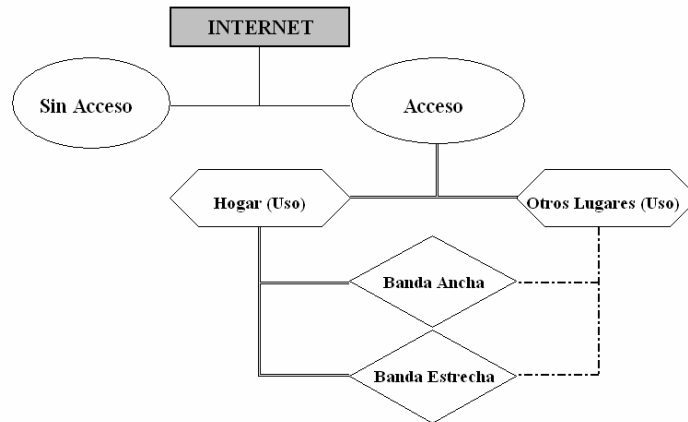 INTERNET
Sin Acceso
Acceso
Hogar (Uso)
Otros Lugares (Uso)
Banda Ancha
Banda Estrecha